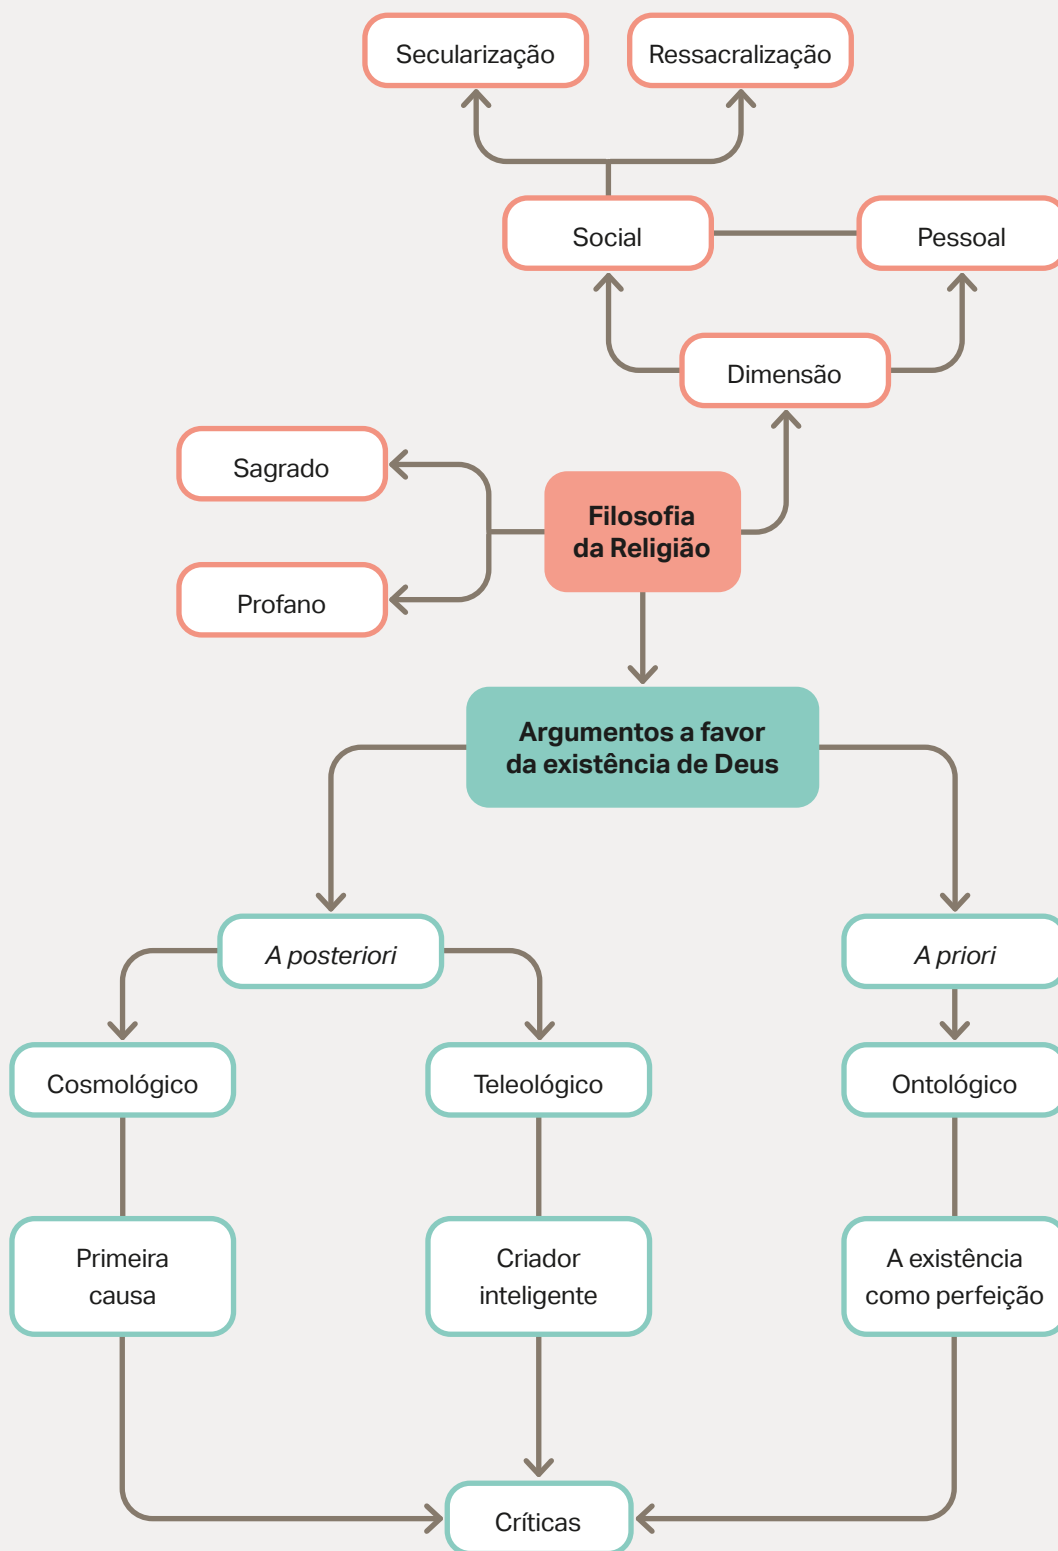 Secularização
Ressacralização
Social
Pessoal
Dimensão
Sagrado
Filosofia
da Religião
Profano
Argumentos a favor
da existência de Deus
A posteriori
A priori
Cosmológico
Teleológico
Ontológico
Primeira
causa
Criador
inteligente
A existência
como perfeição
Críticas